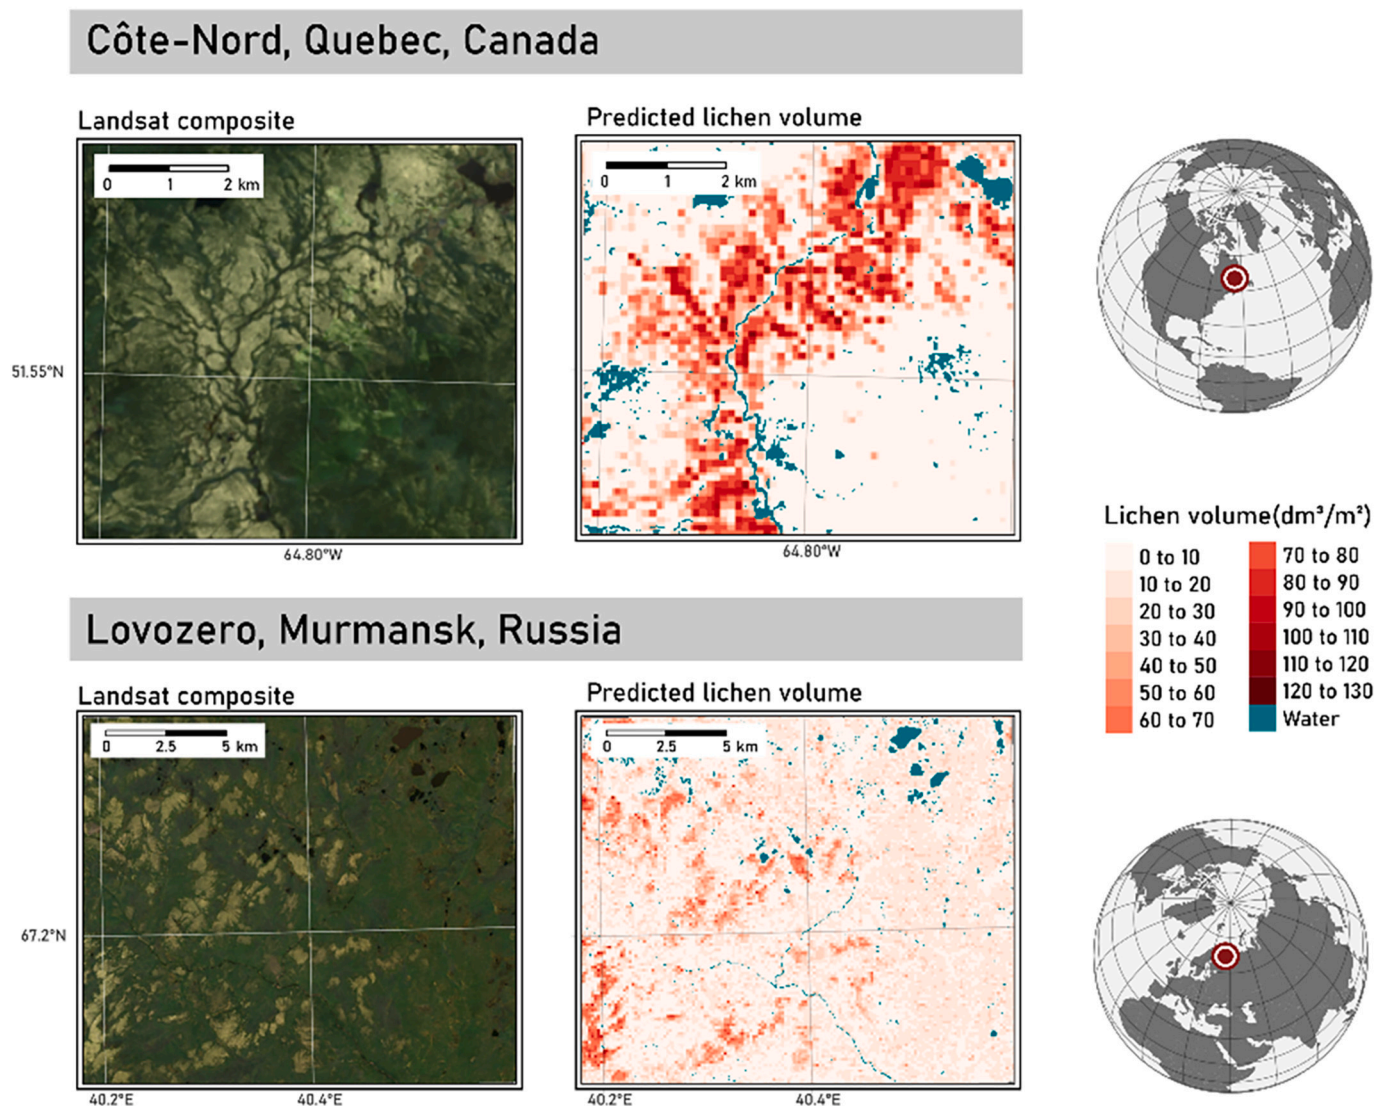 Côte-Nord, Quebec, Canada
Landsat composite
Predicted lichen volume
0 1 2 km
0 1 2 km
51.55°N
64.80°W
64.80°W
Lichen volume(dm³/m²)
0 to 10
10 to 20
20 to 30
30 to 40
40 to 50
50 to 60
60 to 70
70 to 80
80 to 90
90 to 100
100 to 110
110 to 120
120 to 130
Water
Lovozero, Murmansk, Russia
Landsat composite
Predicted lichen volume
0 2.5 5 km
0 2.5 5 km
67.2°N
40.2°E
40.4°E
40.2°E
40.4°E